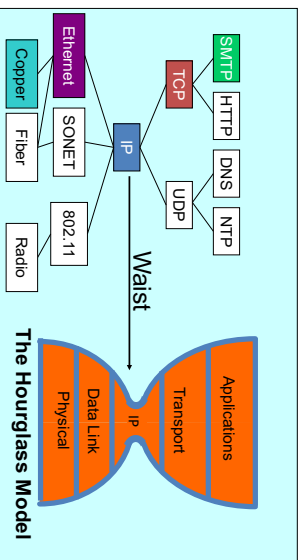 SMTP
HTTP
DNS
NTP
TCP
UDP
IP
Waist
Ethernet
SONET
802.11
Copper
Fiber
Radio
Applications
Transport
IP
Data Link
Physical
The Hourglass Model